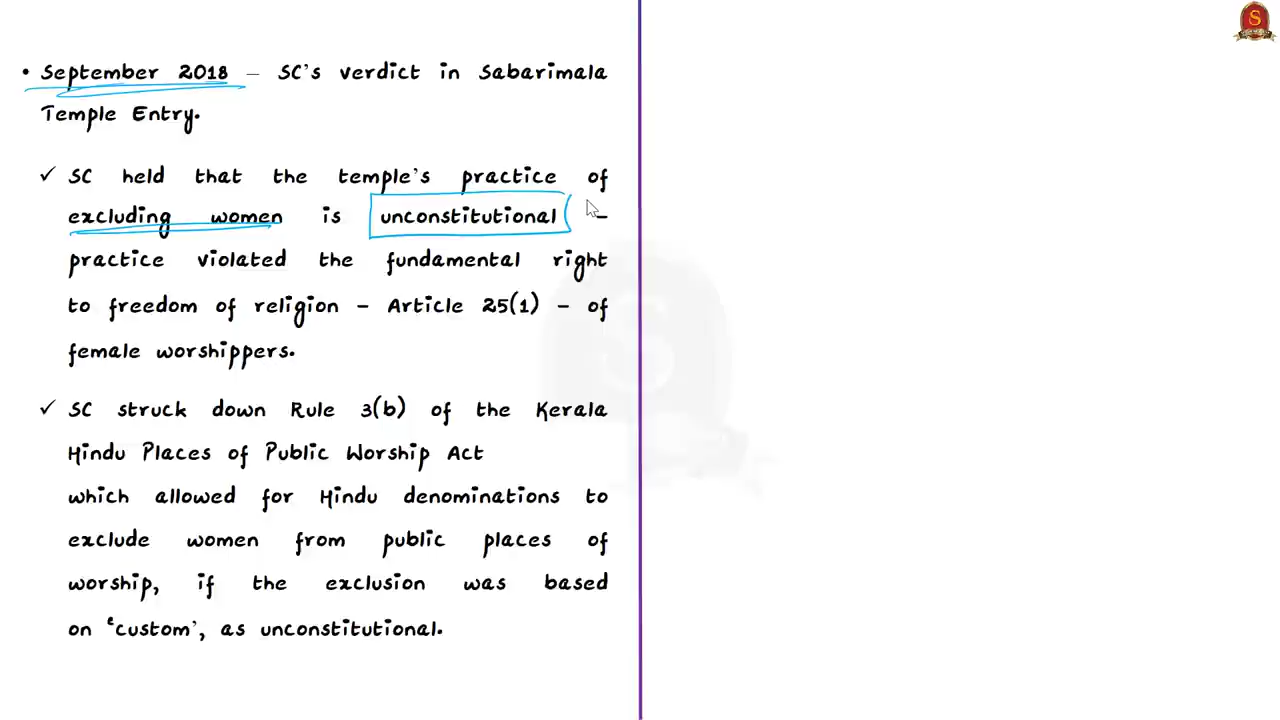 • September 2018 – SC's verdict in Sabarimala
Temple Entry.
✓ SC held that the temple's practice of
excluding women is unconstitutional –
practice violated the fundamental right
to freedom of religion – Article 25(1) – of
female worshippers.
✓ SC struck down Rule 3(b) of the Kerala
Hindu Places of Public Worship Act
which allowed for Hindu denominations to
exclude women from public places of
worship, if the exclusion was based
on ‘custom’, as unconstitutional.
S